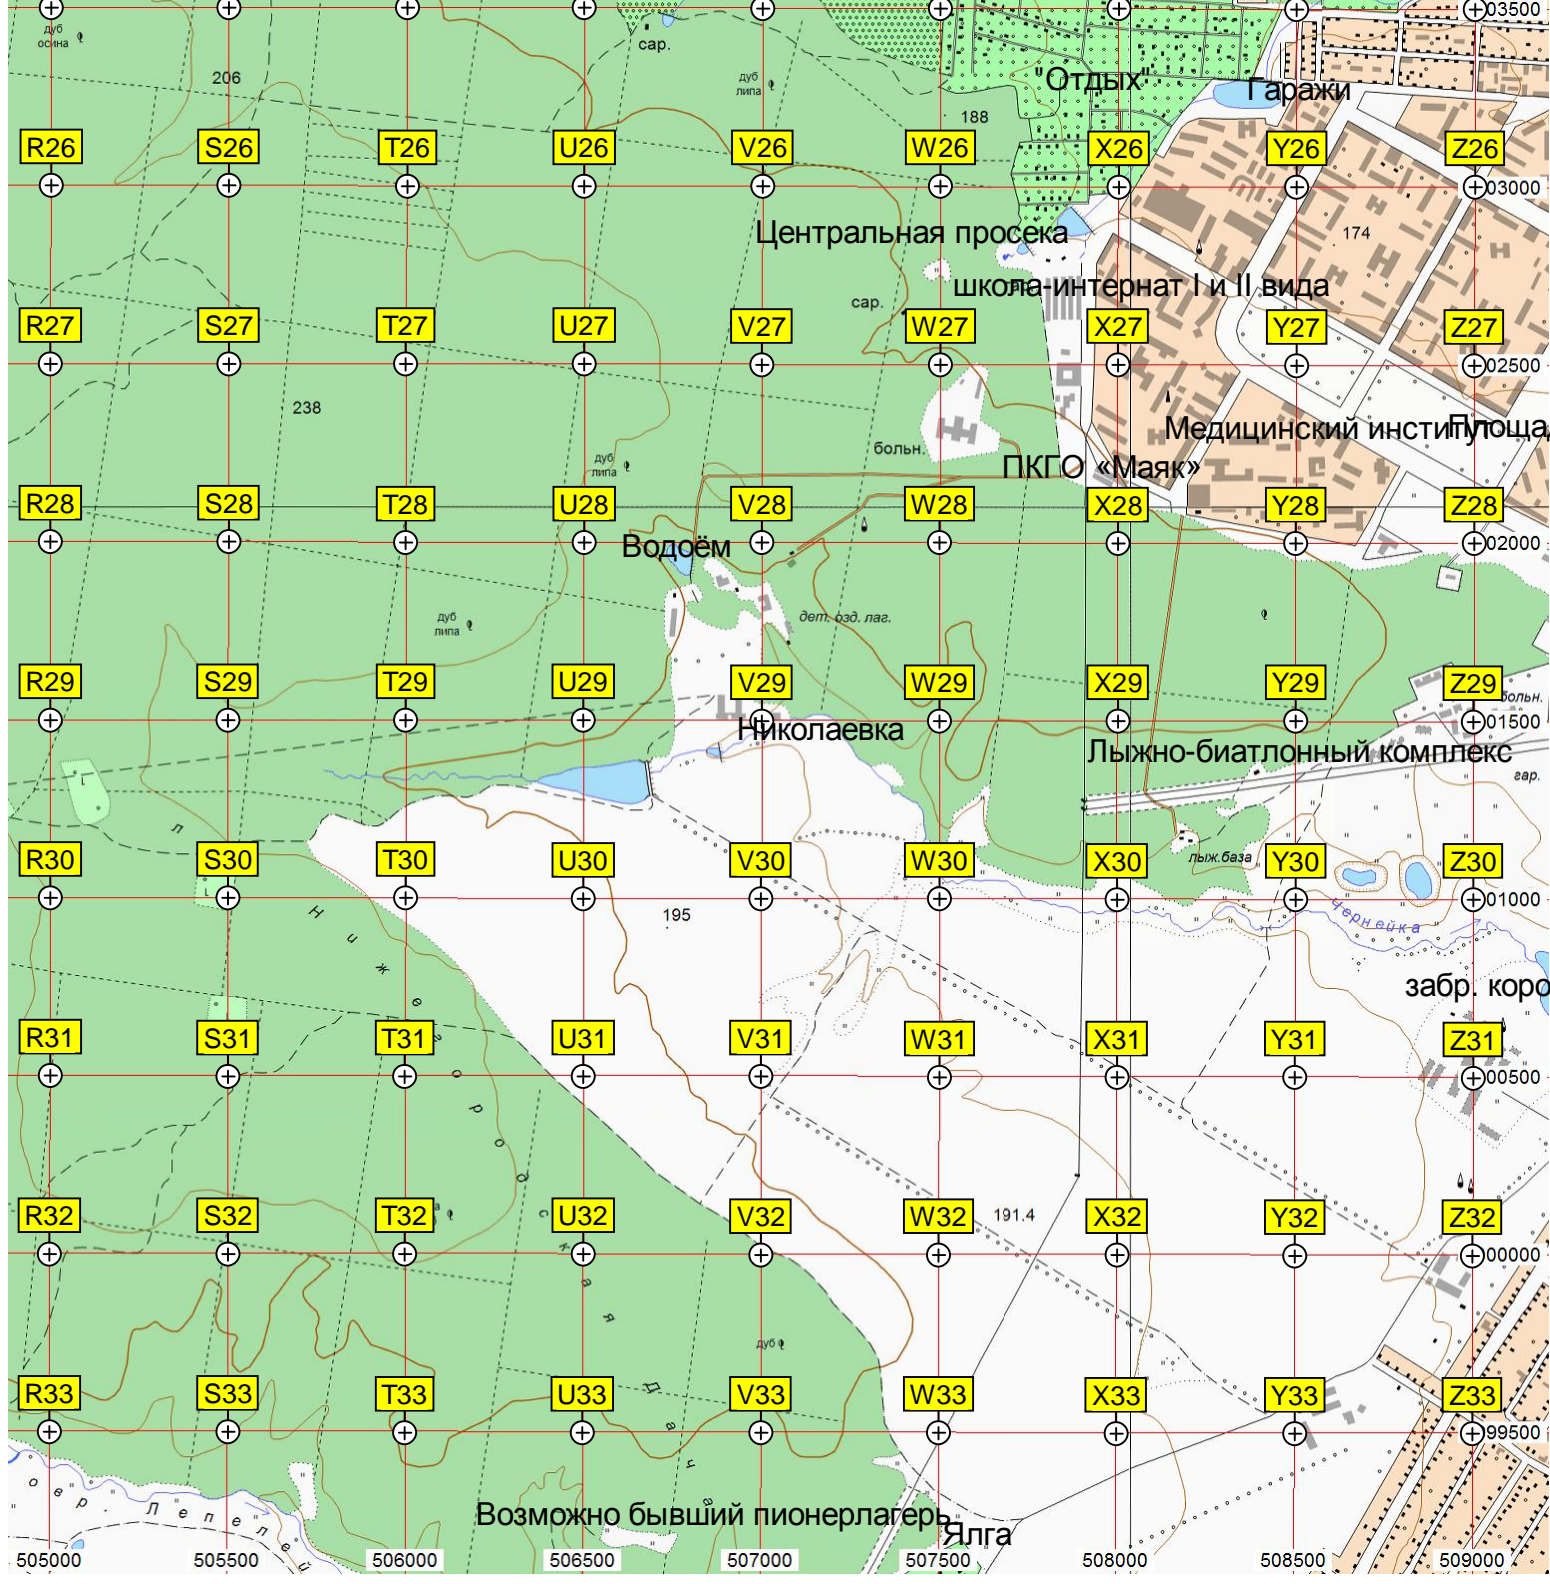 03500
дуб
осина
сар.
206
дуб
липа
"Отдых"
Гаражи
188
R26 S26 T26 U26 V26 W26 X26 Y26 Z26
03000
Центральная просека
174
школа-интернат I и II вида
сар.
R27 S27 T27 U27 V27 W27 X27 Y27 Z27
02500
238
Медицинский институт
больн.
дуб
липа
ПКГО «Маяк»
R28 S28 T28 U28 V28 W28 X28 Y28 Z28
02000
Водоём
дуб
липа
дет. озд. лаг.
R29 S29 T29 U29 V29 W29 X29 Y29 Z29
больн.
01500
Николаевка
Лыжно-биатлонный комплекс
гар.
лыж.база
R30 S30 T30 U30 V30 W30 X30 Y30 Z30
01000
195
Чернейка
забр. коро
R31 S31 T31 U31 V31 W31 X31 Y31 Z31
00500
Нижегородская Дача
R32 S32 T32 U32 V32 W32 X32 Y32 Z32
191.4
00000
дуб
R33 S33 T33 U33 V33 W33 X33 Y33 Z33
99500
овр. Лепелей
Возможно бывший пионерлагерь
Ялга
505000 505500 506000 506500 507000 507500 508000 508500 509000